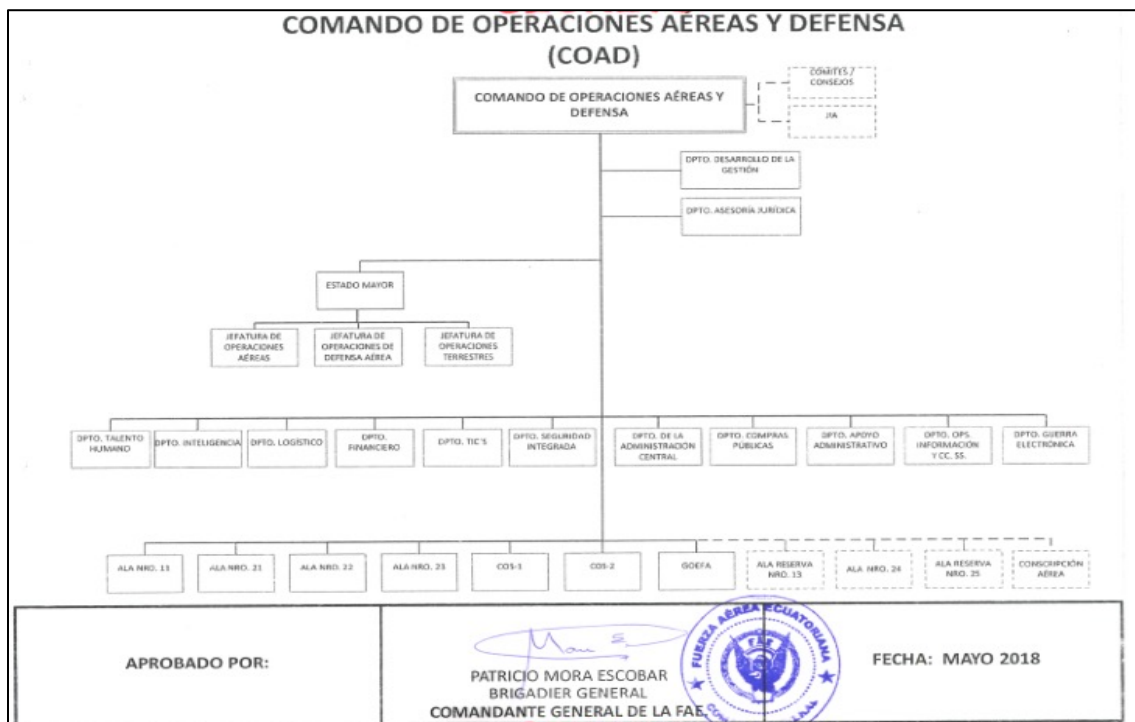 COMANDO DE OPERACIONES AÉREAS Y DEFENSA
(COAD)
COMANDO DE OPERACIONES AÉREAS Y
DEFENSA
COMITES /
CONSEJOS
JIA
DPTO. DESARROLLO DE LA
GESTIÓN
DPTO. ASESORÍA JURÍDICA
ESTADO MAYOR
JEFATURA DE
OPERACIONES
AÉREAS
JEFATURA DE
OPERACIONES DE
DEFENSA AÉREA
JEFATURA DE
OPERACIONES
TERRESTRES
DPTO. TALENTO
HUMANO
DPTO. INTELIGENCIA
DPTO. LOGÍSTICO
DPTO.
FINANCIERO
DPTO. TIC'S
DPTO. SEGURIDAD
INTEGRADA
DPTO. DE LA
ADMINISTRACIÓN
CENTRAL
DPTO. COMPRAS
PÚBLICAS
DPTO. APOYO
ADMINISTRATIVO
DPTO. OPS.
INFORMACIÓN
Y CC. SS.
DPTO. GUERRA
ELECTRÓNICA
ALA NRO. 11
ALA NRO. 21
ALA NRO. 22
ALA NRO. 23
COS-1
COS-2
GOEFA
ALA RESERVA
NRO. 13
ALA NRO. 24
ALA RESERVA
NRO. 25
CONSCRIPCIÓN
AÉREA
APROBADO POR:
PATRICIO MORA ESCOBAR
BRIGADIER GENERAL
COMANDANTE GENERAL DE LA FAE
FUERZA AÉREA ECUATORIANA
FAE
FECHA: MAYO 2018